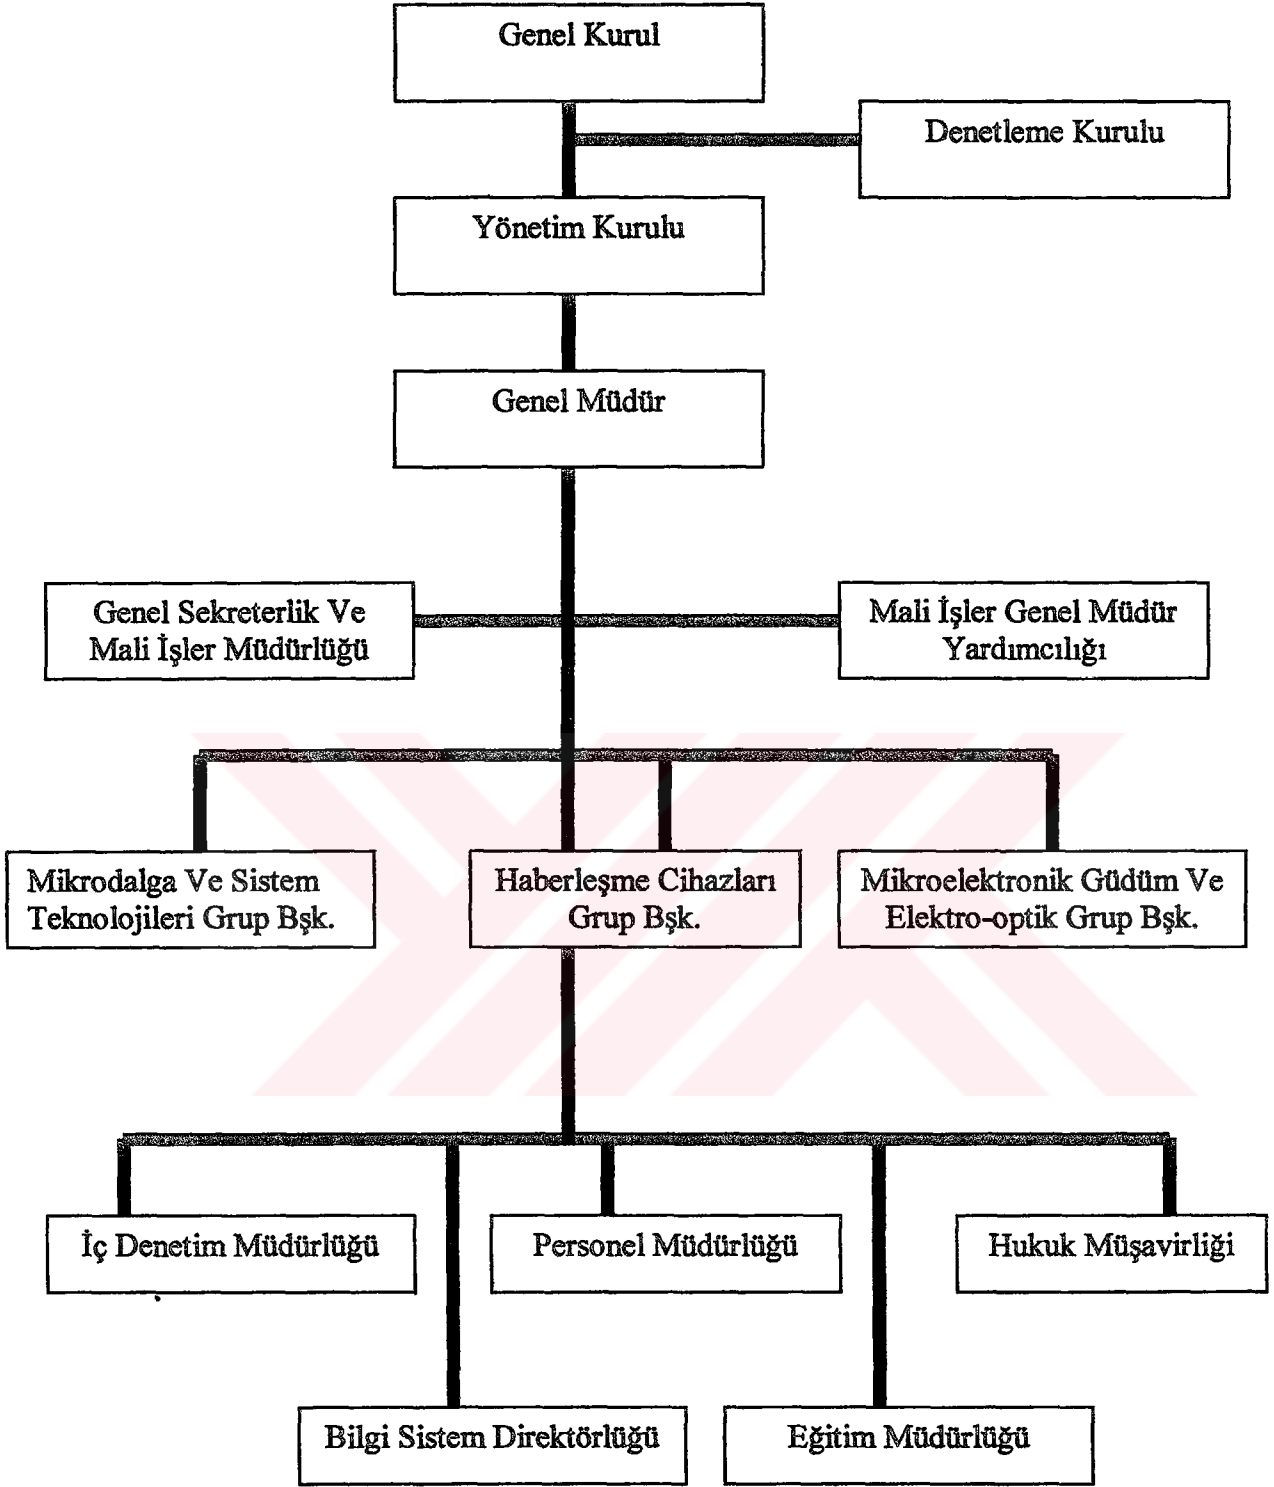 Genel Kurul
Denetleme Kurulu
Yönetim Kurulu
Genel Müdür
Genel Sekreterlik Ve
Mali İşler Müdürlüğü
Mali İşler Genel Müdür
Yardımcılığı
Mikrodalga Ve Sistem
Teknolojileri Grup Bşk.
Haberleşme Cihazları
Grup Bşk.
Mikroelektronik Güdüm Ve
Elektro-optik Grup Bşk.
İç Denetim Müdürlüğü
Personel Müdürlüğü
Hukuk Müşavirliği
Bilgi Sistem Direktörlüğü
Eğitim Müdürlüğü